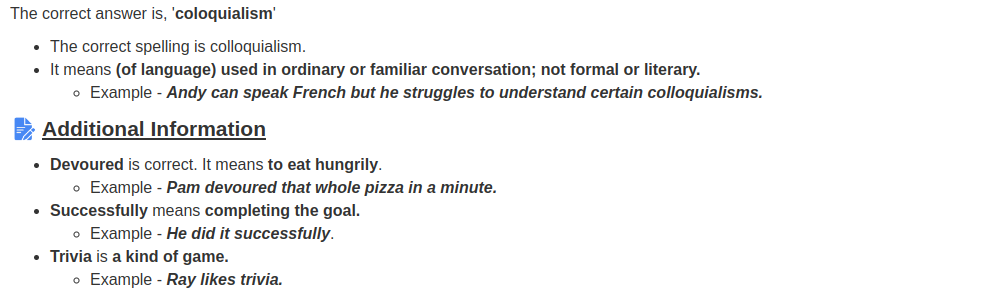 The correct answer is, 'coloquialism'
The correct spelling is colloquialism.
It means (of language) used in ordinary or familiar conversation; not formal or literary.
Example - Andy can speak French but he struggles to understand certain colloquialisms.
Additional Information
Devoured is correct. It means to eat hungrily.
Example - Pam devoured that whole pizza in a minute.
Successfully means completing the goal.
Example - He did it successfully.
Trivia is a kind of game.
Example - Ray likes trivia.